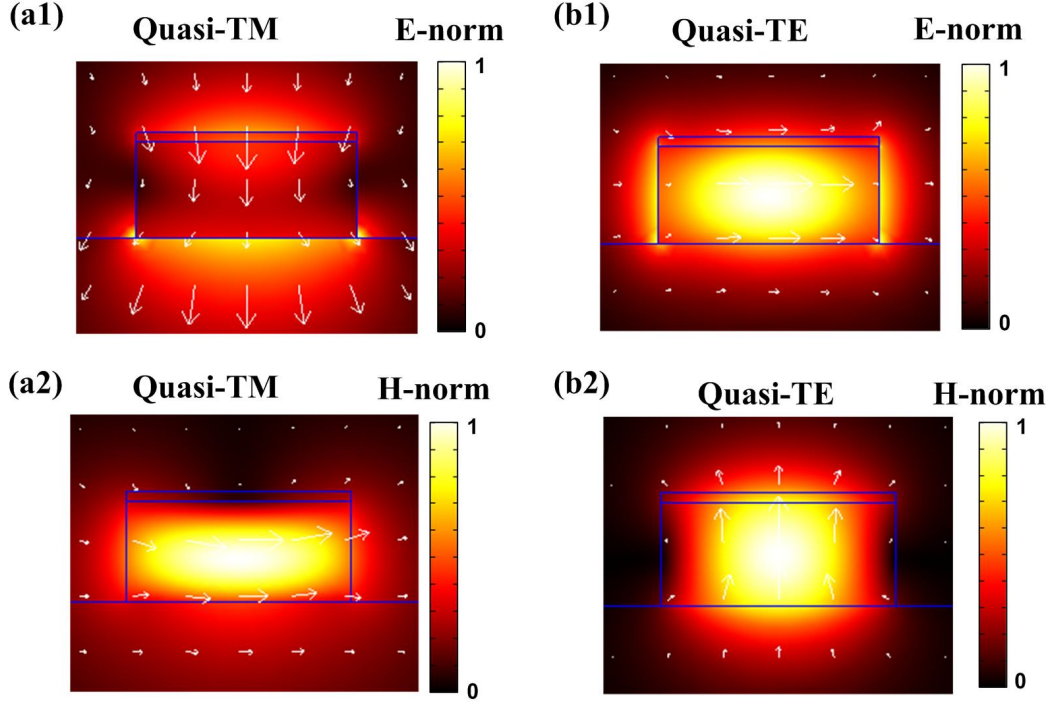 (a1)
Quasi-TM
E-norm
1
0
(b1)
Quasi-TE
E-norm
1
0
(a2)
Quasi-TM
H-norm
1
0
(b2)
Quasi-TE
H-norm
1
0